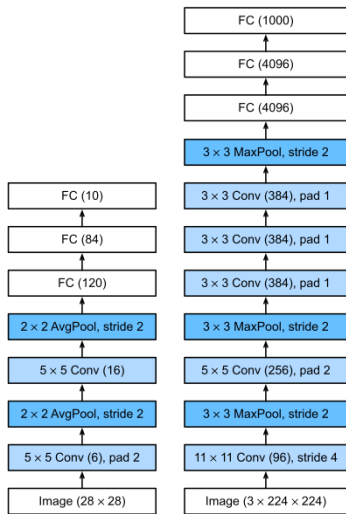 FC (1000)
FC (4096)
FC (4096)
3 × 3 MaxPool, stride 2
3 × 3 Conv (384), pad 1
3 × 3 Conv (384), pad 1
3 × 3 Conv (384), pad 1
3 × 3 MaxPool, stride 2
5 × 5 Conv (256), pad 2
3 × 3 MaxPool, stride 2
11 × 11 Conv (96), stride 4
Image (3 × 224 × 224)
FC (10)
FC (84)
FC (120)
2 × 2 AvgPool, stride 2
5 × 5 Conv (16)
2 × 2 AvgPool, stride 2
5 × 5 Conv (6), pad 2
Image (28 × 28)